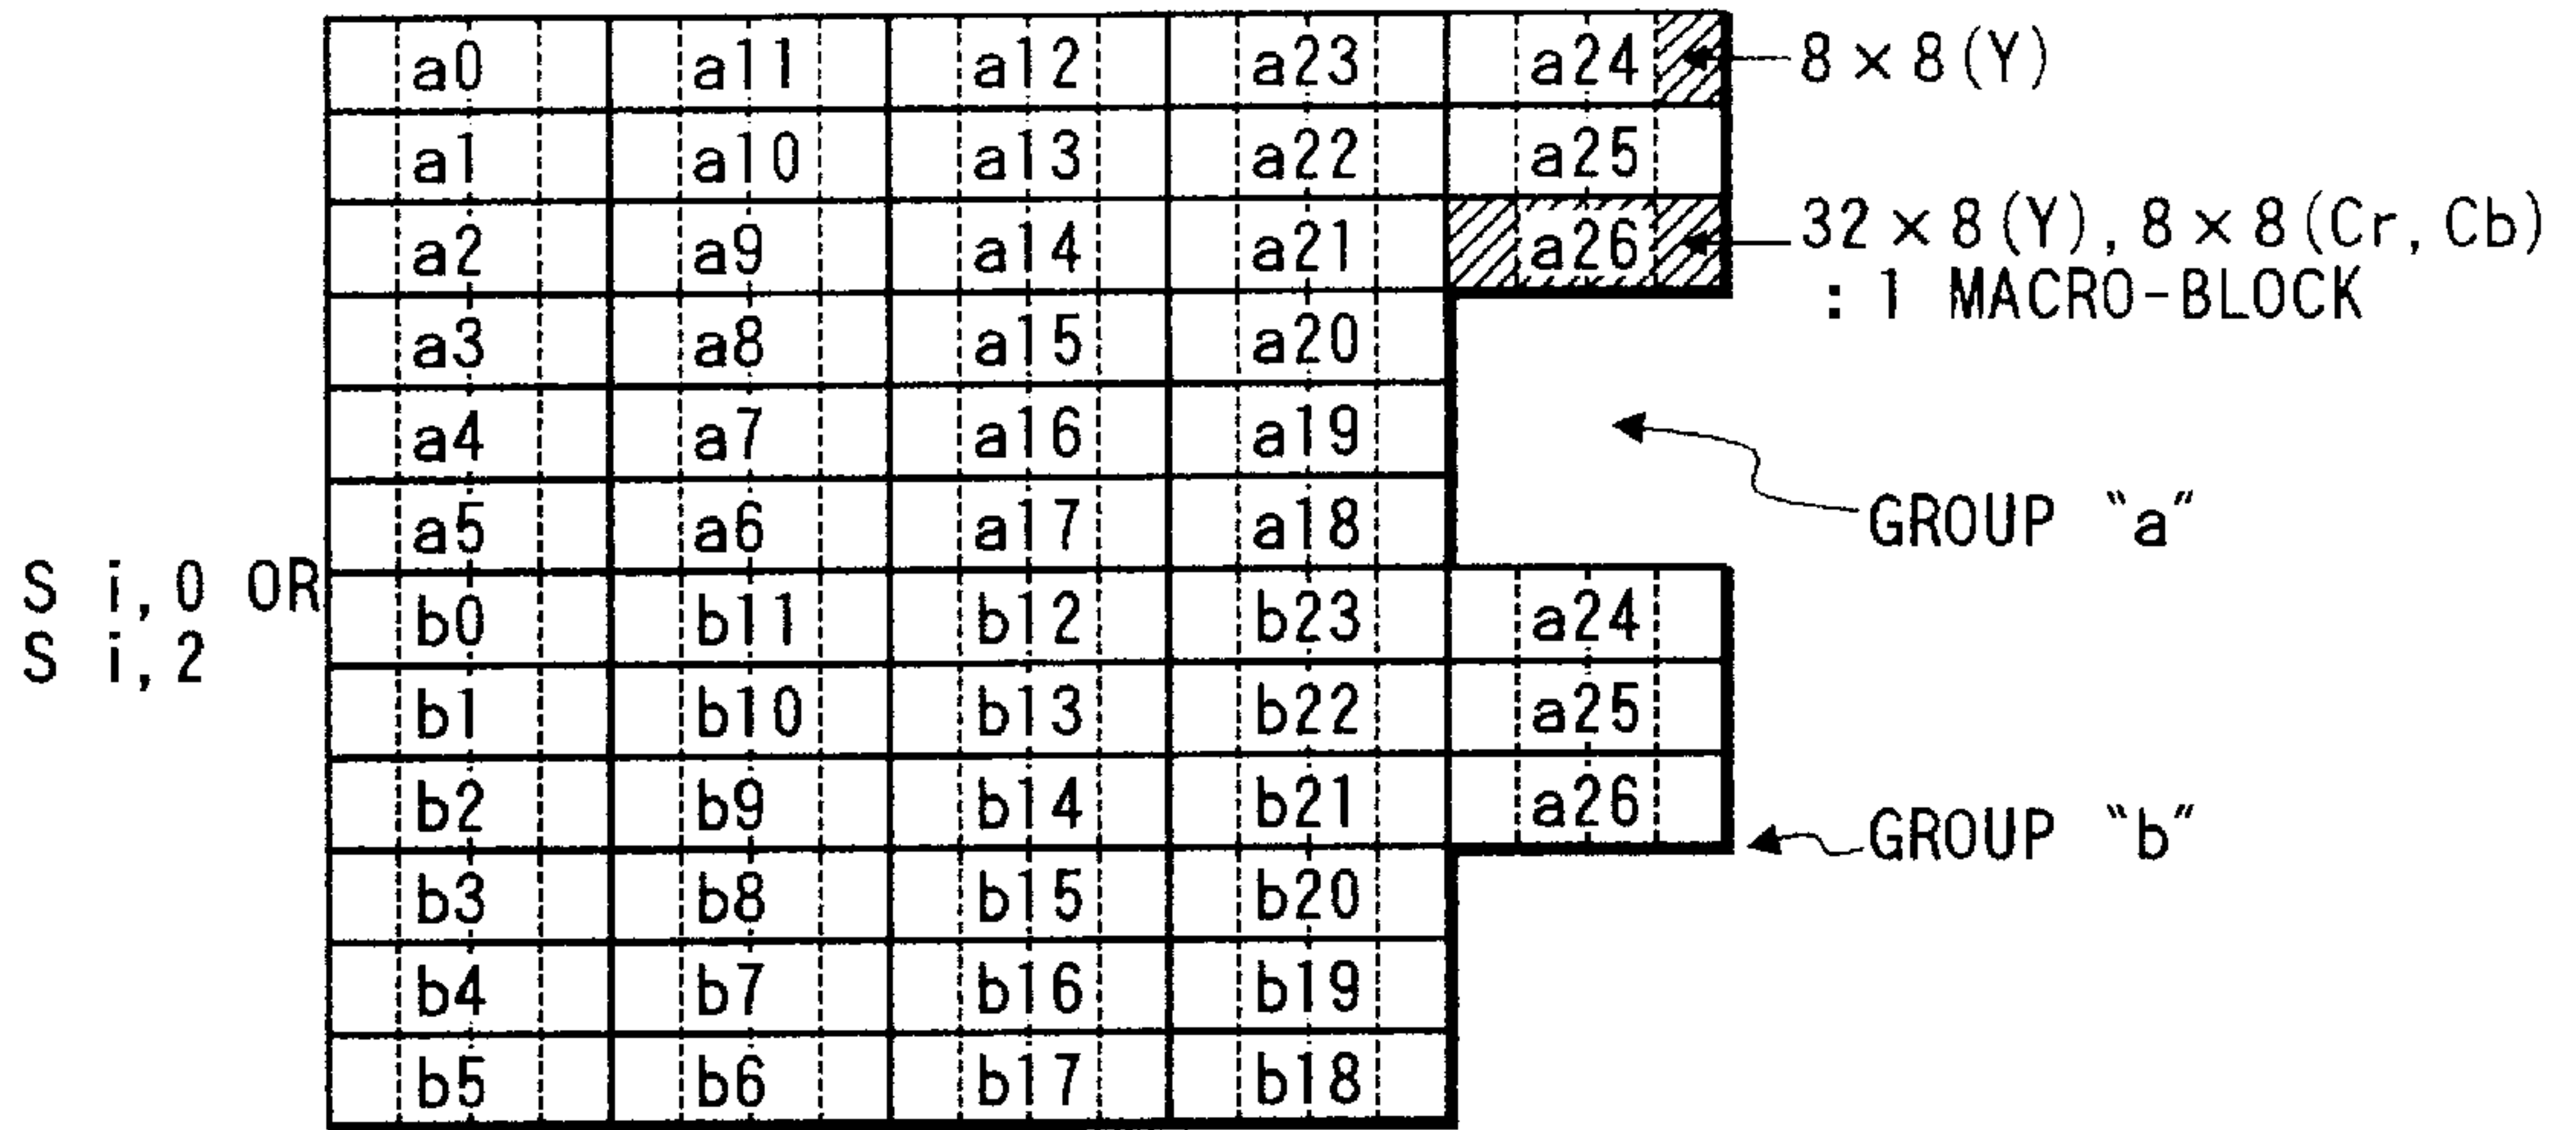 a0 a11 a12 a23 a24 8×8(Y)
a1 a10 a13 a22 a25
a2 a9 a14 a21 a26 32×8(Y), 8×8(Cr, Cb)
: 1 MACRO-BLOCK
a3 a8 a15 a20
a4 a7 a16 a19
a5 a6 a17 a18 GROUP "a"
S i,0 OR
S i,2
b0 b11 b12 b23 a24
b1 b10 b13 b22 a25
b2 b9 b14 b21 a26 GROUP "b"
b3 b8 b15 b20
b4 b7 b16 b19
b5 b6 b17 b18